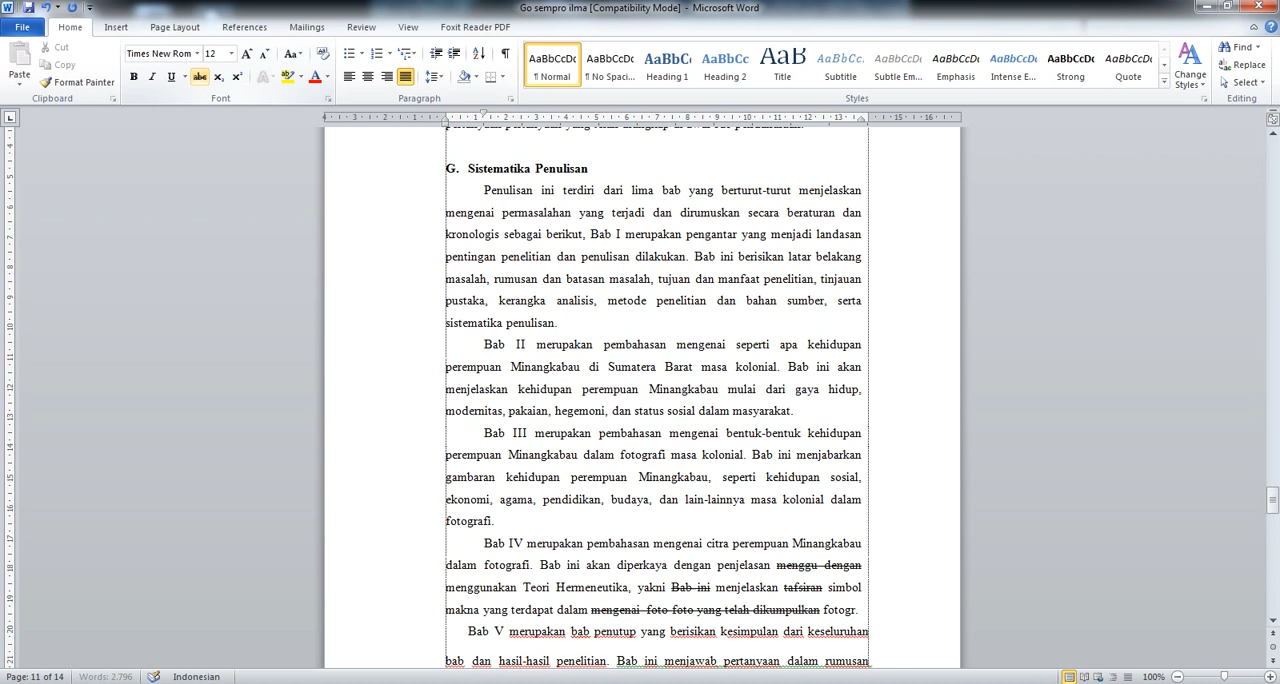 Go sempro ilma [Compatibility Mode] - Microsoft Word
File Home Insert Page Layout References Mailings Review View Foxit Reader PDF
Paste
Cut
Copy
Format Painter
Clipboard
Times New Rom 12
B I U abc x₂ x²
Font
Paragraph
AaBbCcDc ¶ Normal
AaBbCcDc ¶ No Spaci...
AaBbC Heading 1
AaBbCc Heading 2
AaB Title
AaBbCc. Subtitle
AaBbCcDc Subtle Em...
AaBbCcDc Emphasis
AaBbCcDc Intense E...
AaBbCcDc Strong
AaBbCcDc Quote
Change Styles
Styles
Find
Replace
Select
Editing
G. Sistematika Penulisan
Penulisan ini terdiri dari lima bab yang berturut-turut menjelaskan
mengenai permasalahan yang terjadi dan dirumuskan secara beraturan dan
kronologis sebagai berikut, Bab I merupakan pengantar yang menjadi landasan
pentingan penelitian dan penulisan dilakukan. Bab ini berisikan latar belakang
masalah, rumusan dan batasan masalah, tujuan dan manfaat penelitian, tinjauan
pustaka, kerangka analisis, metode penelitian dan bahan sumber, serta
sistematika penulisan.
Bab II merupakan pembahasan mengenai seperti apa kehidupan
perempuan Minangkabau di Sumatera Barat masa kolonial. Bab ini akan
menjelaskan kehidupan perempuan Minangkabau mulai dari gaya hidup,
modernitas, pakaian, hegemoni, dan status sosial dalam masyarakat.
Bab III merupakan pembahasan mengenai bentuk-bentuk kehidupan
perempuan Minangkabau dalam fotografi masa kolonial. Bab ini menjabarkan
gambaran kehidupan perempuan Minangkabau, seperti kehidupan sosial,
ekonomi, agama, pendidikan, budaya, dan lain-lainnya masa kolonial dalam
fotografi.
Bab IV merupakan pembahasan mengenai citra perempuan Minangkabau
dalam fotografi. Bab ini akan diperkaya dengan penjelasan menggu dengan
menggunakan Teori Hermeneutika, yakni Bab ini menjelaskan tafsiran simbol
makna yang terdapat dalam mengenai foto-foto yang telah dikumpulkan fotogr.
Bab V merupakan bab penutup yang berisikan kesimpulan dari keseluruhan
bab dan hasil-hasil penelitian. Bab ini menjawab pertanyaan dalam rumusan
Page: 11 of 14 Words: 2.796 Indonesian 100%